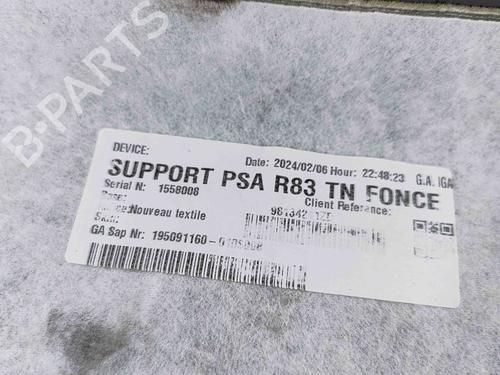 B-PARTS
DEVICE:
Date: 2024/02/06 Hour: 22:48:23 G.A. IGA
SUPPORT PSA R83 TN FONCE
Serial N: 1558008
Client Reference:
Nouveau textile
GA Sap Nr: 195091160-